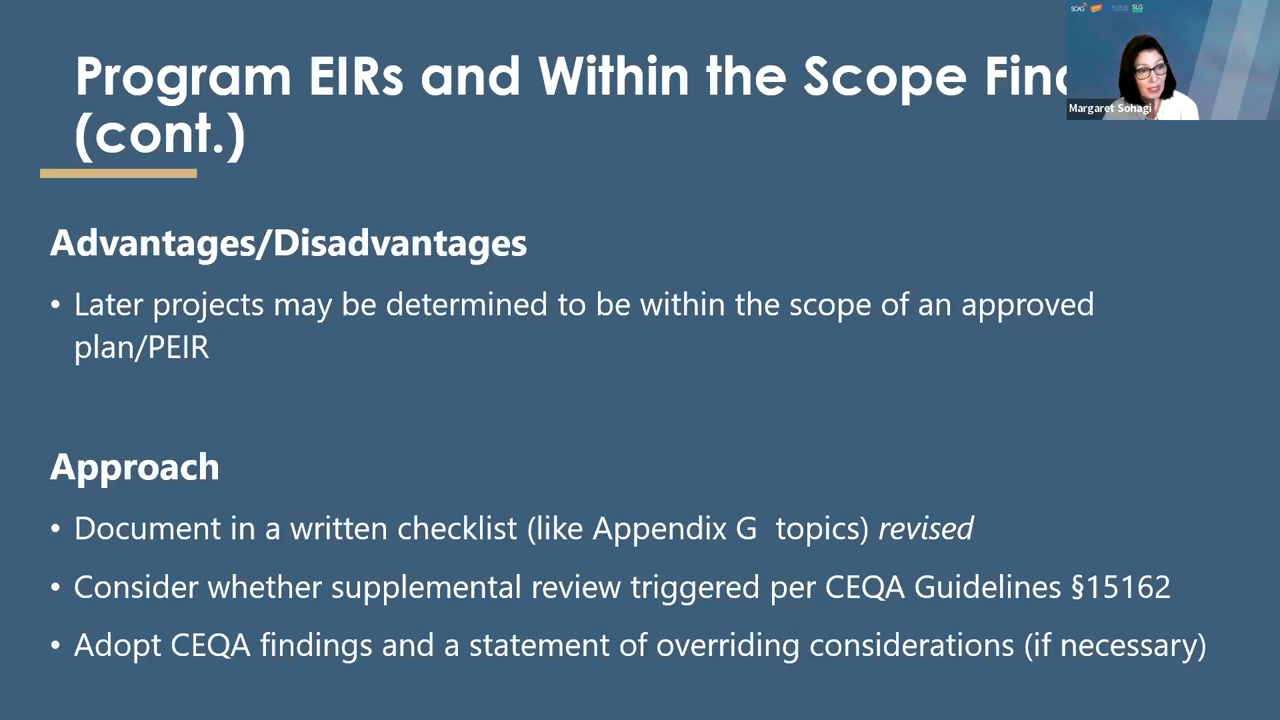 Program EIRs and Within the Scope
(cont.)
SCAG
SLG
Margaret Sohagi
Advantages/Disadvantages
• Later projects may be determined to be within the scope of an approved
plan/PEIR
Approach
• Document in a written checklist (like Appendix G topics) revised
• Consider whether supplemental review triggered per CEQA Guidelines §15162
• Adopt CEQA findings and a statement of overriding considerations (if necessary)